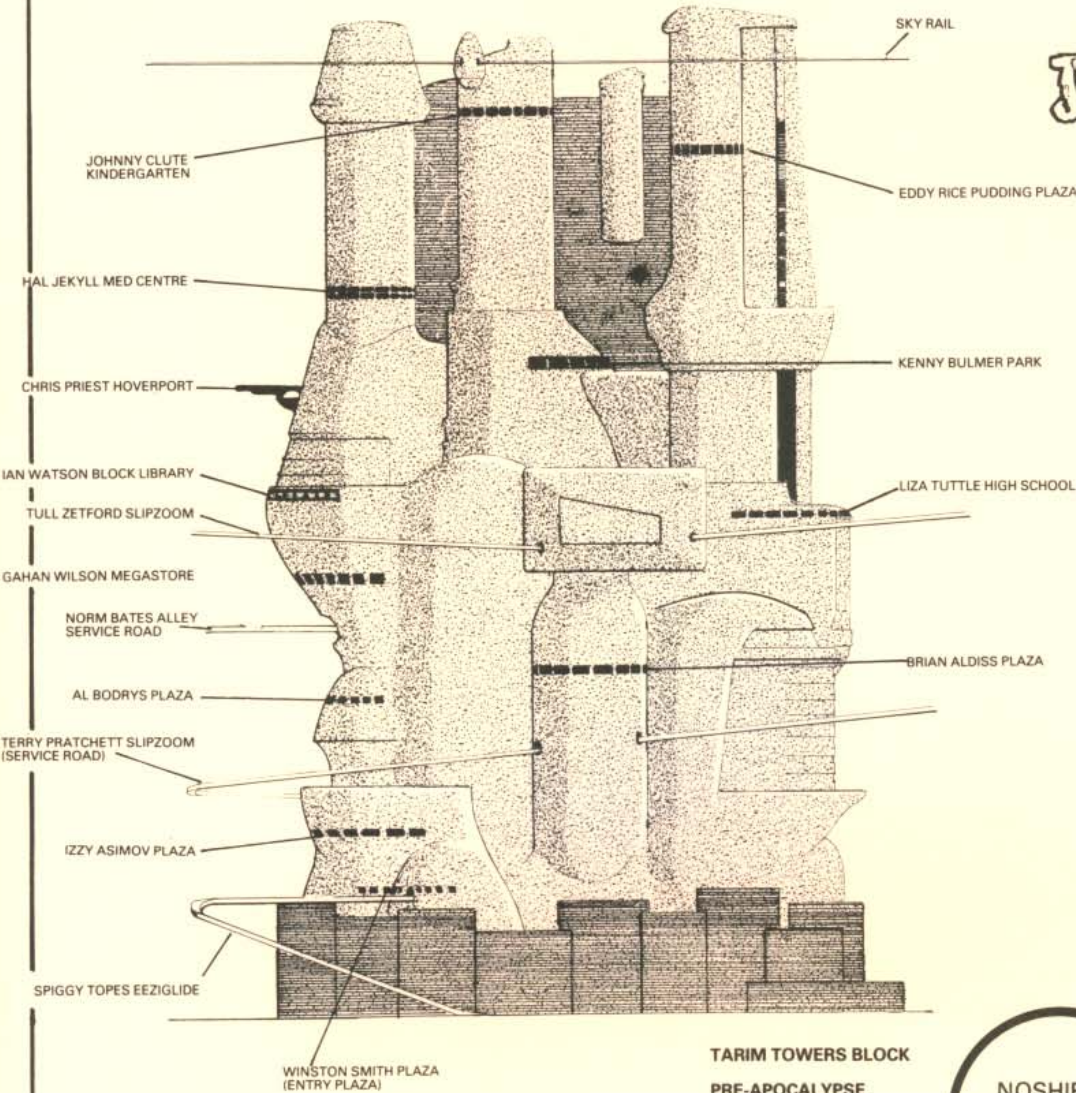 SKY RAIL
JOHNNY CLUTE
KINDERGARTEN
EDDY RICE PUDDING PLAZA
HAL JEKYLL MED CENTRE
KENNY BULMER PARK
CHRIS PRIEST HOVERPORT
IAN WATSON BLOCK LIBRARY
LIZA TUTTLE HIGH SCHOOL
TULL ZETFORD SLIPZOOM
GAHAN WILSON MEGASTORE
NORM BATES ALLEY
SERVICE ROAD
BRIAN ALDISS PLAZA
AL BODRYS PLAZA
TERRY PRATCHETT SLIPZOOM
(SERVICE ROAD)
IZZY ASIMOV PLAZA
SPIGGY TOPES EEZIGLIDE
WINSTON SMITH PLAZA
(ENTRY PLAZA)
TARIM TOWERS BLOCK
PRE-APOCALYPSE